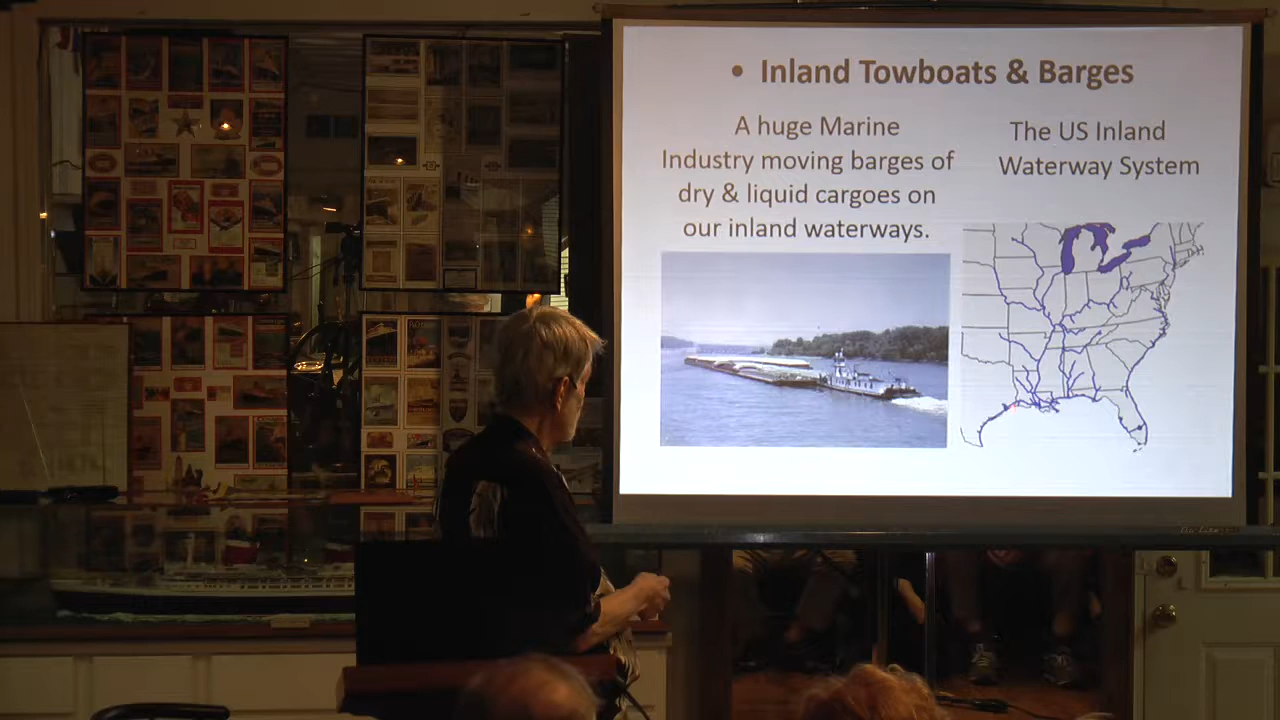 • Inland Towboats & Barges
A huge Marine
Industry moving barges of
dry & liquid cargoes on
our inland waterways.
The US Inland
Waterway System